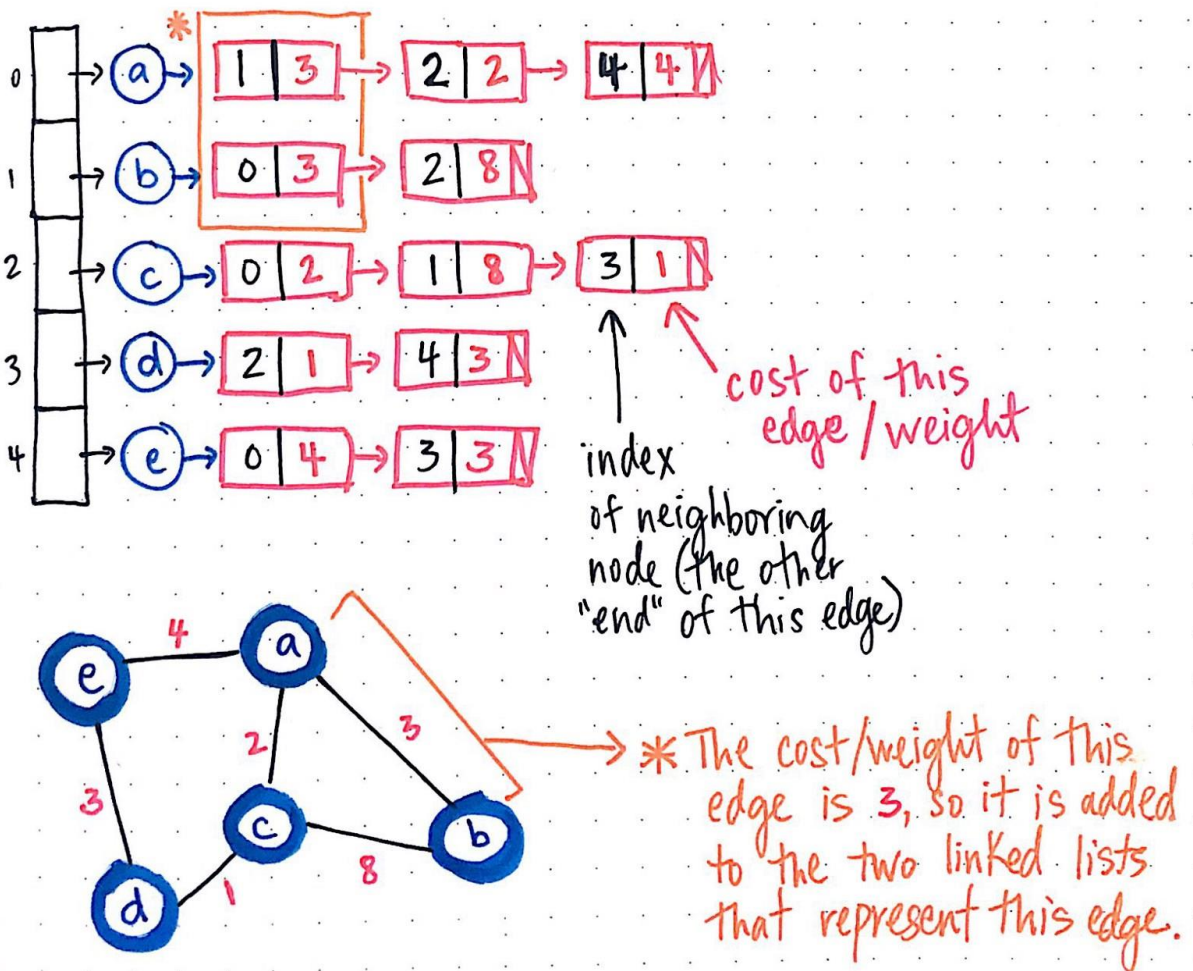 *
0 a 1 3 2 2 4 4
1 b 0 3 2 8
2 c 0 2 1 8 3 1
3 d 2 1 4 3
4 e 0 4 3 3
cost of this
edge/weight
index
of neighboring
node (the other
"end" of this edge)
4
e
a
2
3
3
c
b
8
d
1
* The cost/weight of this
edge is 3, so it is added
to the two linked lists
that represent this edge.